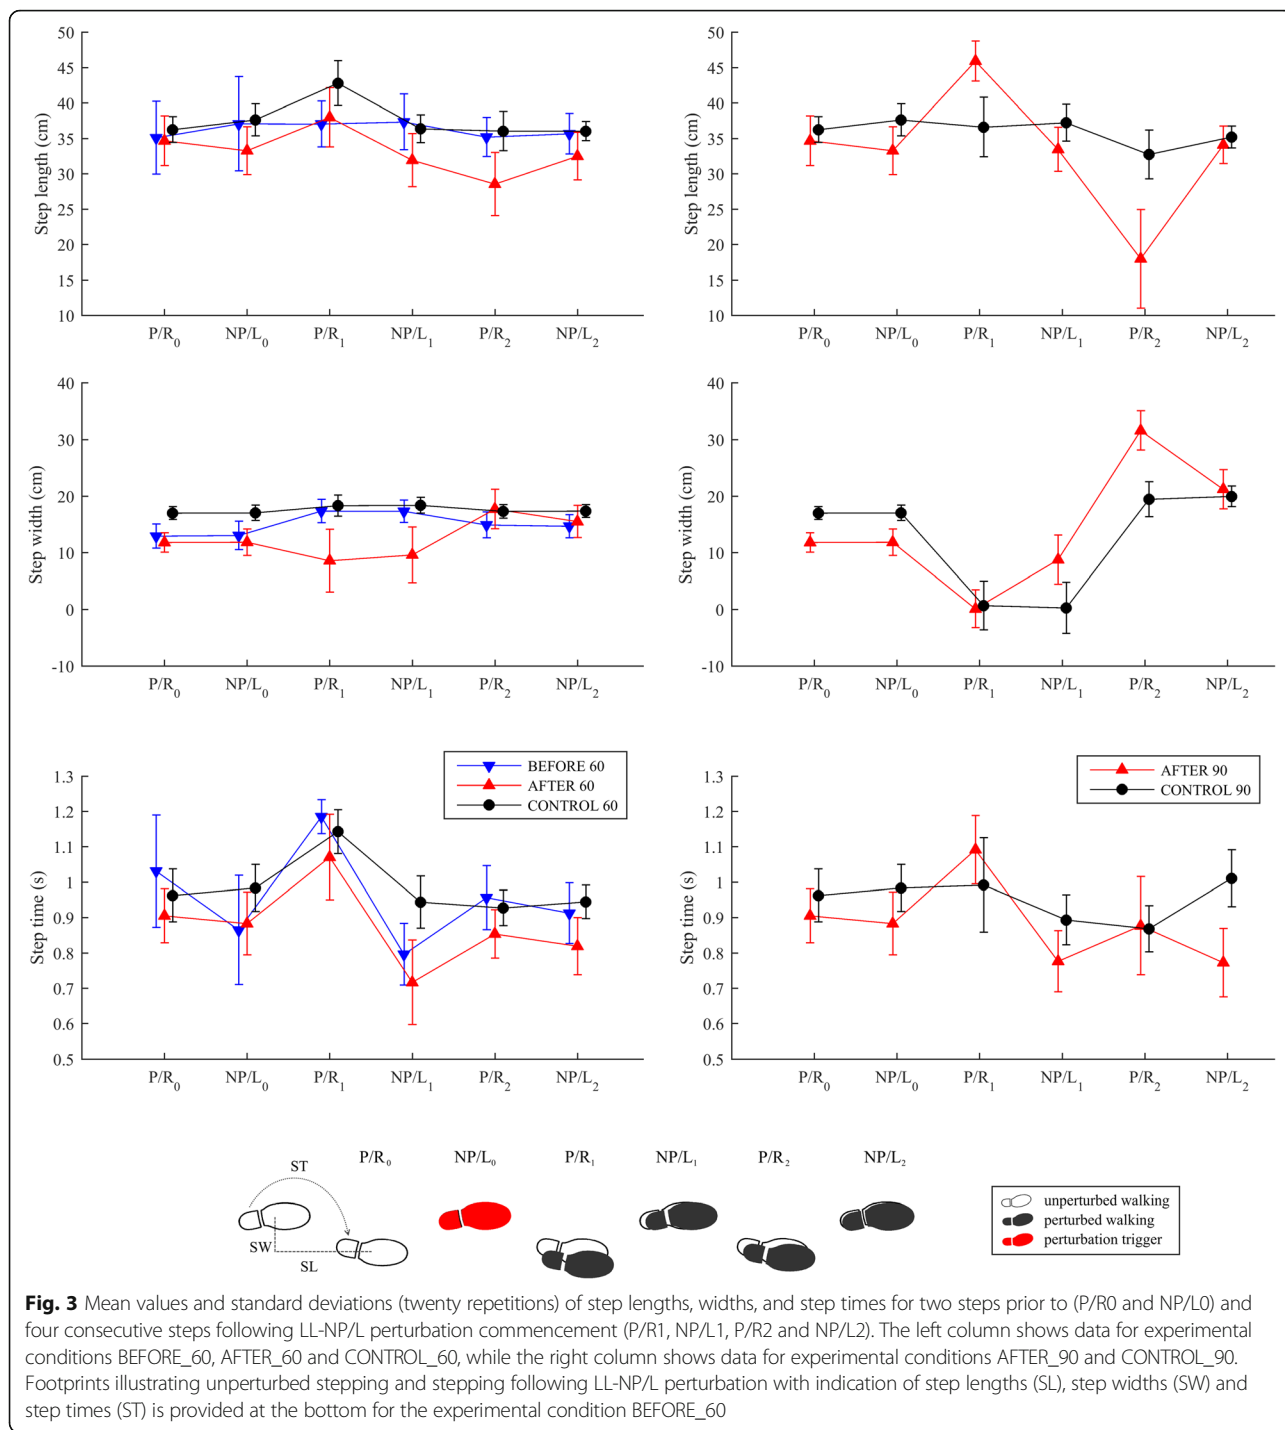 50
45
40
35
30
25
20
15
10
Step length (cm)
P/R0 NP/L0 P/R1 NP/L1 P/R2 NP/L2
50
45
40
35
30
25
20
15
10
Step length (cm)
P/R0 NP/L0 P/R1 NP/L1 P/R2 NP/L2
40
30
20
10
0
-10
Step width (cm)
P/R0 NP/L0 P/R1 NP/L1 P/R2 NP/L2
40
30
20
10
0
-10
Step width (cm)
P/R0 NP/L0 P/R1 NP/L1 P/R2 NP/L2
BEFORE 60
AFTER 60
CONTROL 60
1.3
1.2
1.1
1
0.9
0.8
0.7
0.6
0.5
Step time (s)
P/R0 NP/L0 P/R1 NP/L1 P/R2 NP/L2
AFTER 90
CONTROL 90
1.3
1.2
1.1
1
0.9
0.8
0.7
0.6
0.5
Step time (s)
P/R0 NP/L0 P/R1 NP/L1 P/R2 NP/L2
P/R0 NP/L0 P/R1 NP/L1 P/R2 NP/L2
ST
SW
SL
unperturbed walking
perturbed walking
perturbation trigger
Fig. 3 Mean values and standard deviations (twenty repetitions) of step lengths, widths, and step times for two steps prior to (P/R0 and NP/L0) and
four consecutive steps following LL-NP/L perturbation commencement (P/R1, NP/L1, P/R2 and NP/L2). The left column shows data for experimental
conditions BEFORE_60, AFTER_60 and CONTROL_60, while the right column shows data for experimental conditions AFTER_90 and CONTROL_90.
Footprints illustrating unperturbed stepping and stepping following LL-NP/L perturbation with indication of step lengths (SL), step widths (SW) and
step times (ST) is provided at the bottom for the experimental condition BEFORE_60